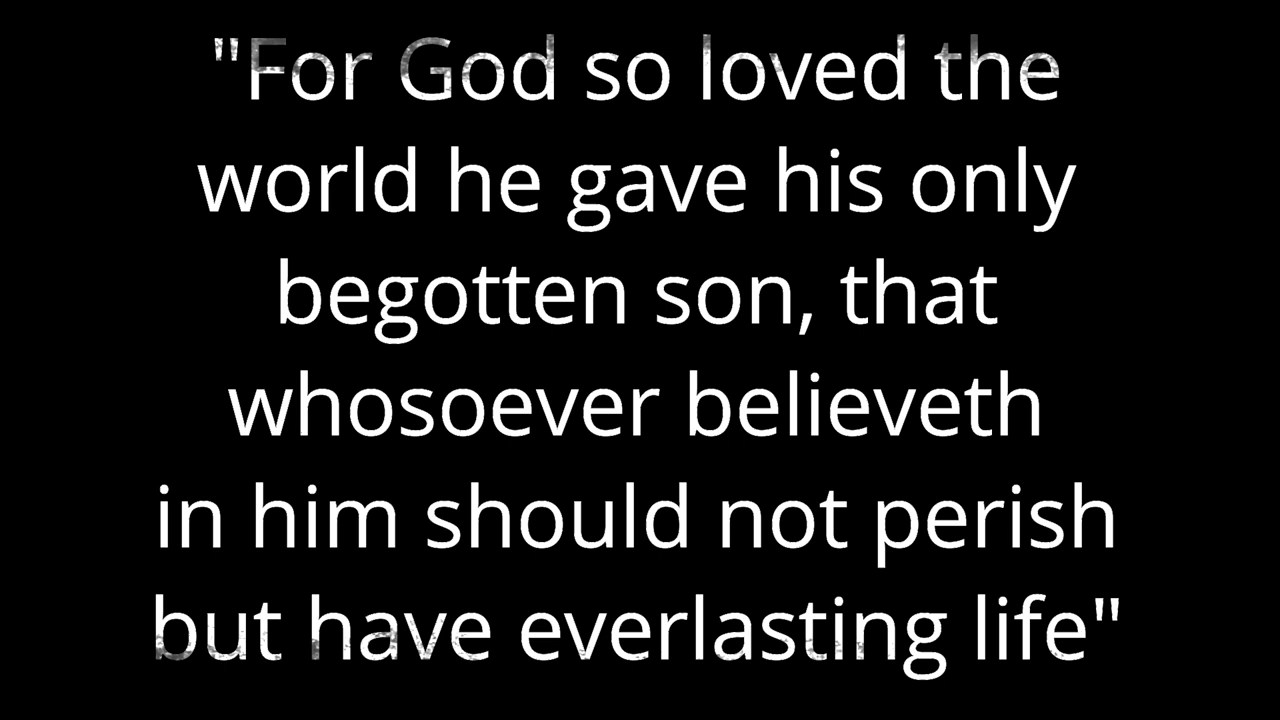 "For God so loved the
world he gave his only
begotten son, that
whosoever believeth
in him should not perish
but have everlasting life"